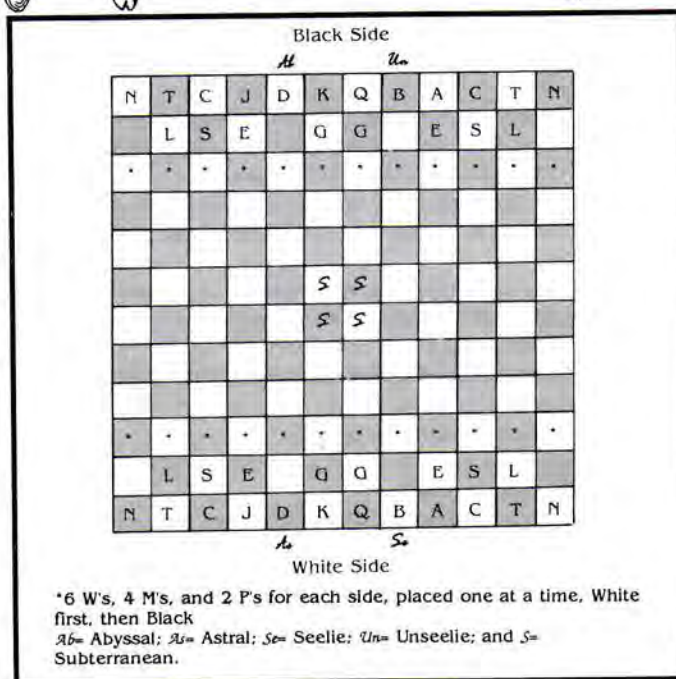 Black Side
Ab Un
N T C J D K Q B A C T N
L S E G G E S L
S S
S S
L S E G G E S L
N T C J D K Q B A C T N
As Se
White Side
*6 W's, 4 M's, and 2 P's for each side, placed one at a time, White
first, then Black
Ab= Abyssal; As= Astral; Se= Seelie; Un= Unseelie; and S=
Subterranean.